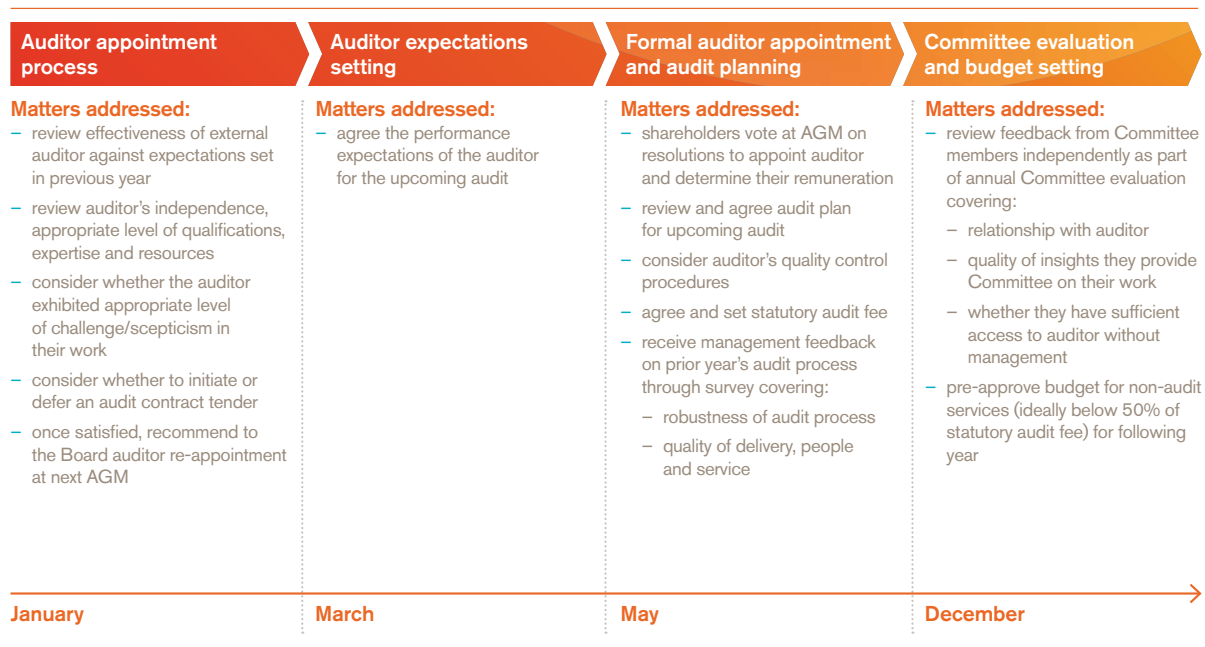 Auditor appointment
process
Matters addressed:
– review effectiveness of external
auditor against expectations set
in previous year
– review auditor's independence,
appropriate level of qualifications,
expertise and resources
– consider whether the auditor
exhibited appropriate level
of challenge/scepticism in
their work
– consider whether to initiate or
defer an audit contract tender
– once satisfied, recommend to
the Board auditor re-appointment
at next AGM
January
Auditor expectations
setting
Matters addressed:
– agree the performance
expectations of the auditor
for the upcoming audit
March
Formal auditor appointment
and audit planning
Matters addressed:
– shareholders vote at AGM on
resolutions to appoint auditor
and determine their remuneration
– review and agree audit plan
for upcoming audit
– consider auditor's quality control
procedures
– agree and set statutory audit fee
– receive management feedback
on prior year's audit process
through survey covering:
– robustness of audit process
– quality of delivery, people
and service
May
Committee evaluation
and budget setting
Matters addressed:
– review feedback from Committee
members independently as part
of annual Committee evaluation
covering:
– relationship with auditor
– quality of insights they provide
Committee on their work
– whether they have sufficient
access to auditor without
management
– pre-approve budget for non-audit
services (ideally below 50% of
statutory audit fee) for following
year
December